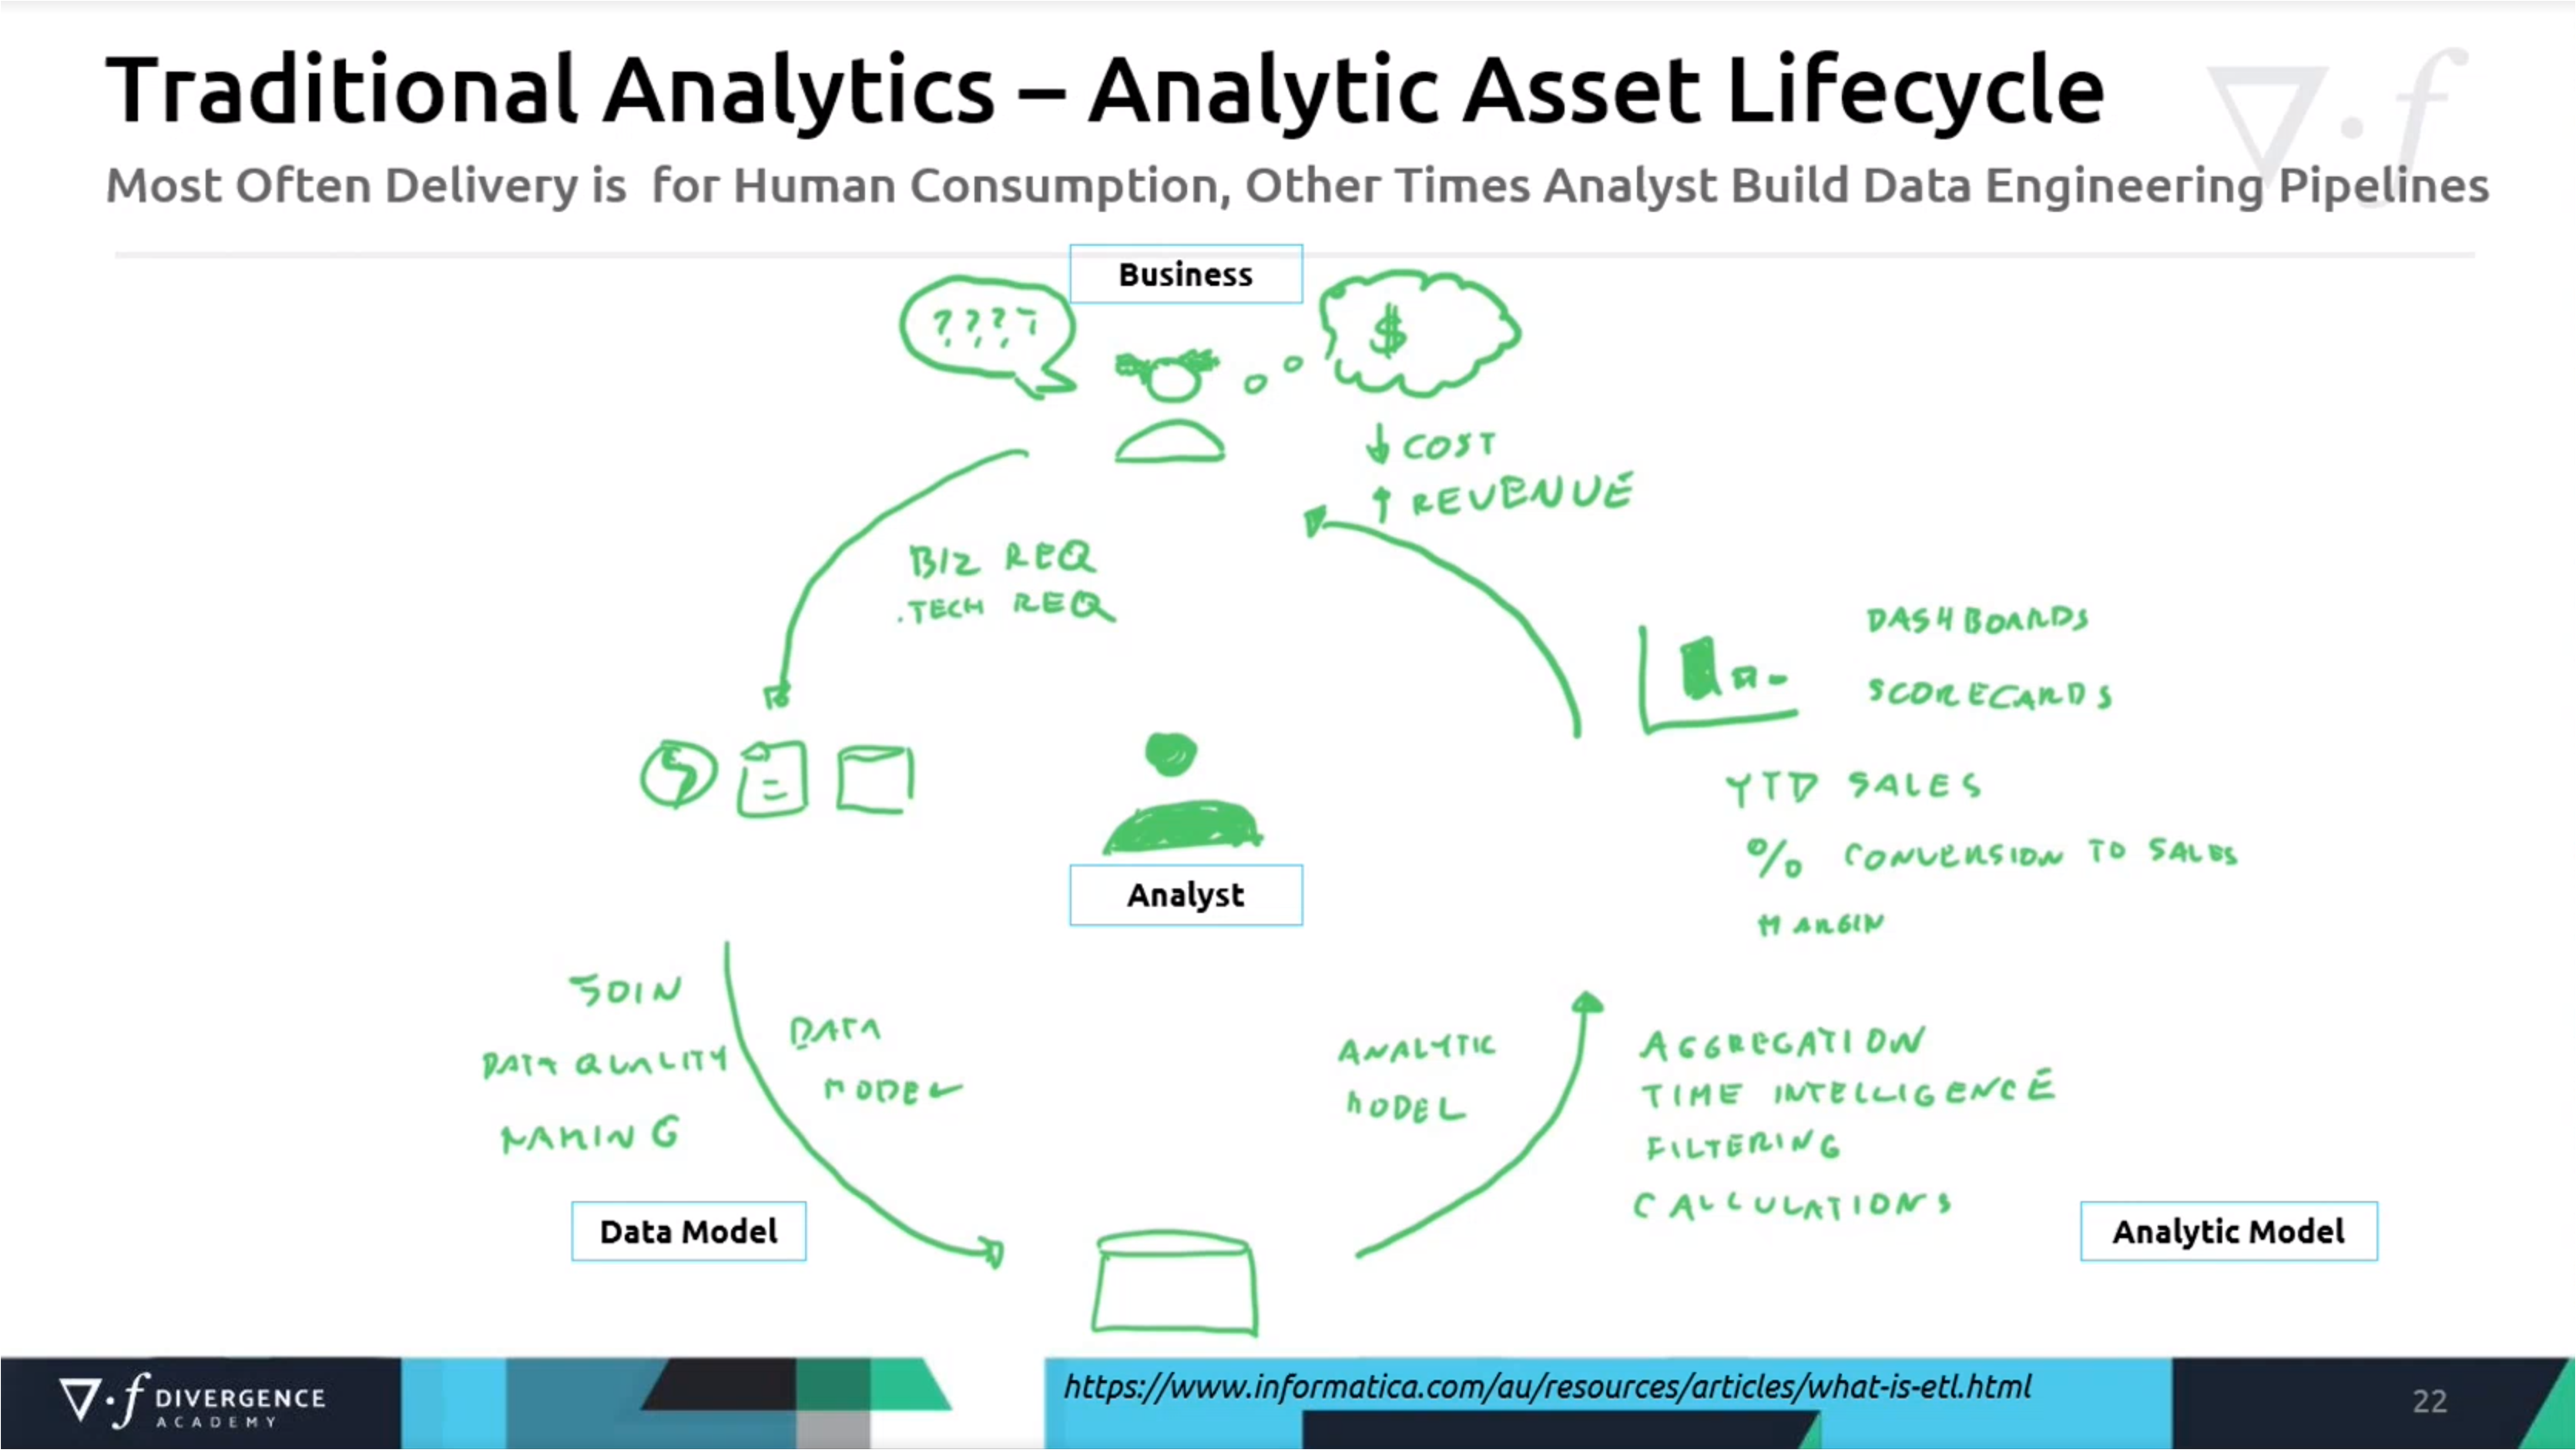 Traditional Analytics – Analytic Asset Lifecycle
Most Often Delivery is  for Human Consumption, Other Times Analyst Build Data Engineering Pipelines
Business
????
$
↓ COST
↑ REVENUE
BIZ REQ
.TECH REQ
DASHBOARDS
SCORECARDS
YTD SALES
% CONVERSION TO SALES
MARGIN
Analyst
JOIN
DATA QUALITY
NAMING
DATA
MODEL
ANALYTIC
MODEL
AGGREGATION
TIME INTELLIGENCE
FILTERING
CALCULATIONS
Data Model
Analytic Model
∇·f DIVERGENCE
ACADEMY
https://www.informatica.com/au/resources/articles/what-is-etl.html
22